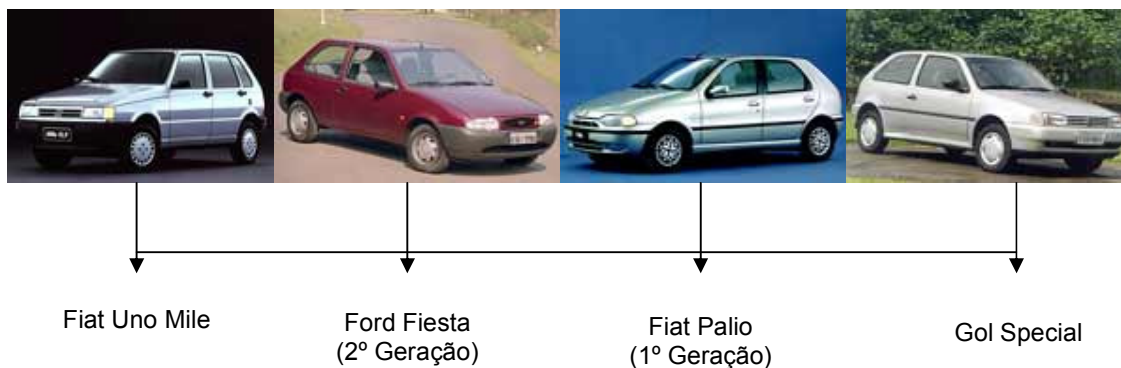 Fiat Uno Mile
Ford Fiesta
(2º Geração)
Fiat Palio
(1º Geração)
Gol Special